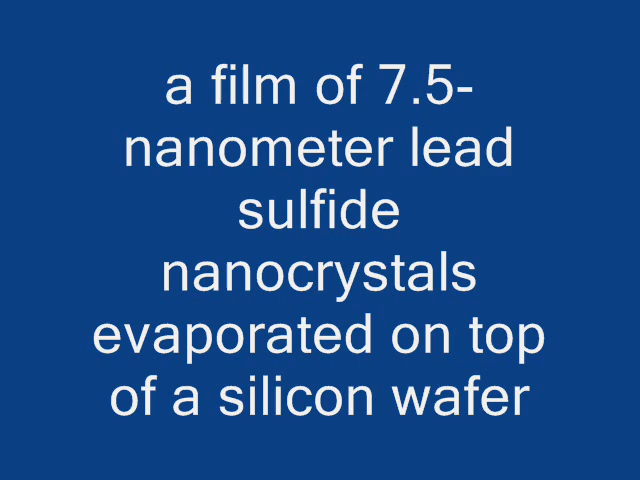 a film of 7.5-
nanometer lead
sulfide
nanocrystals
evaporated on top
of a silicon wafer